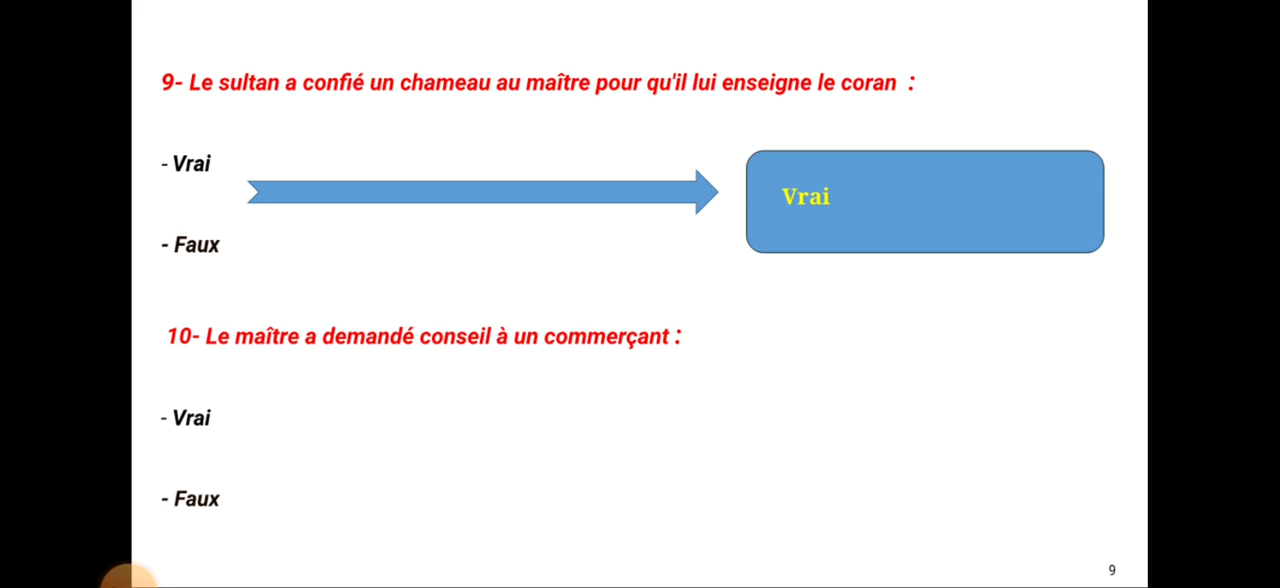 9- Le sultan a confié un chameau au maître pour qu'il lui enseigne le coran :
- Vrai
Vrai
- Faux
10- Le maître a demandé conseil à un commerçant :
- Vrai
- Faux
9